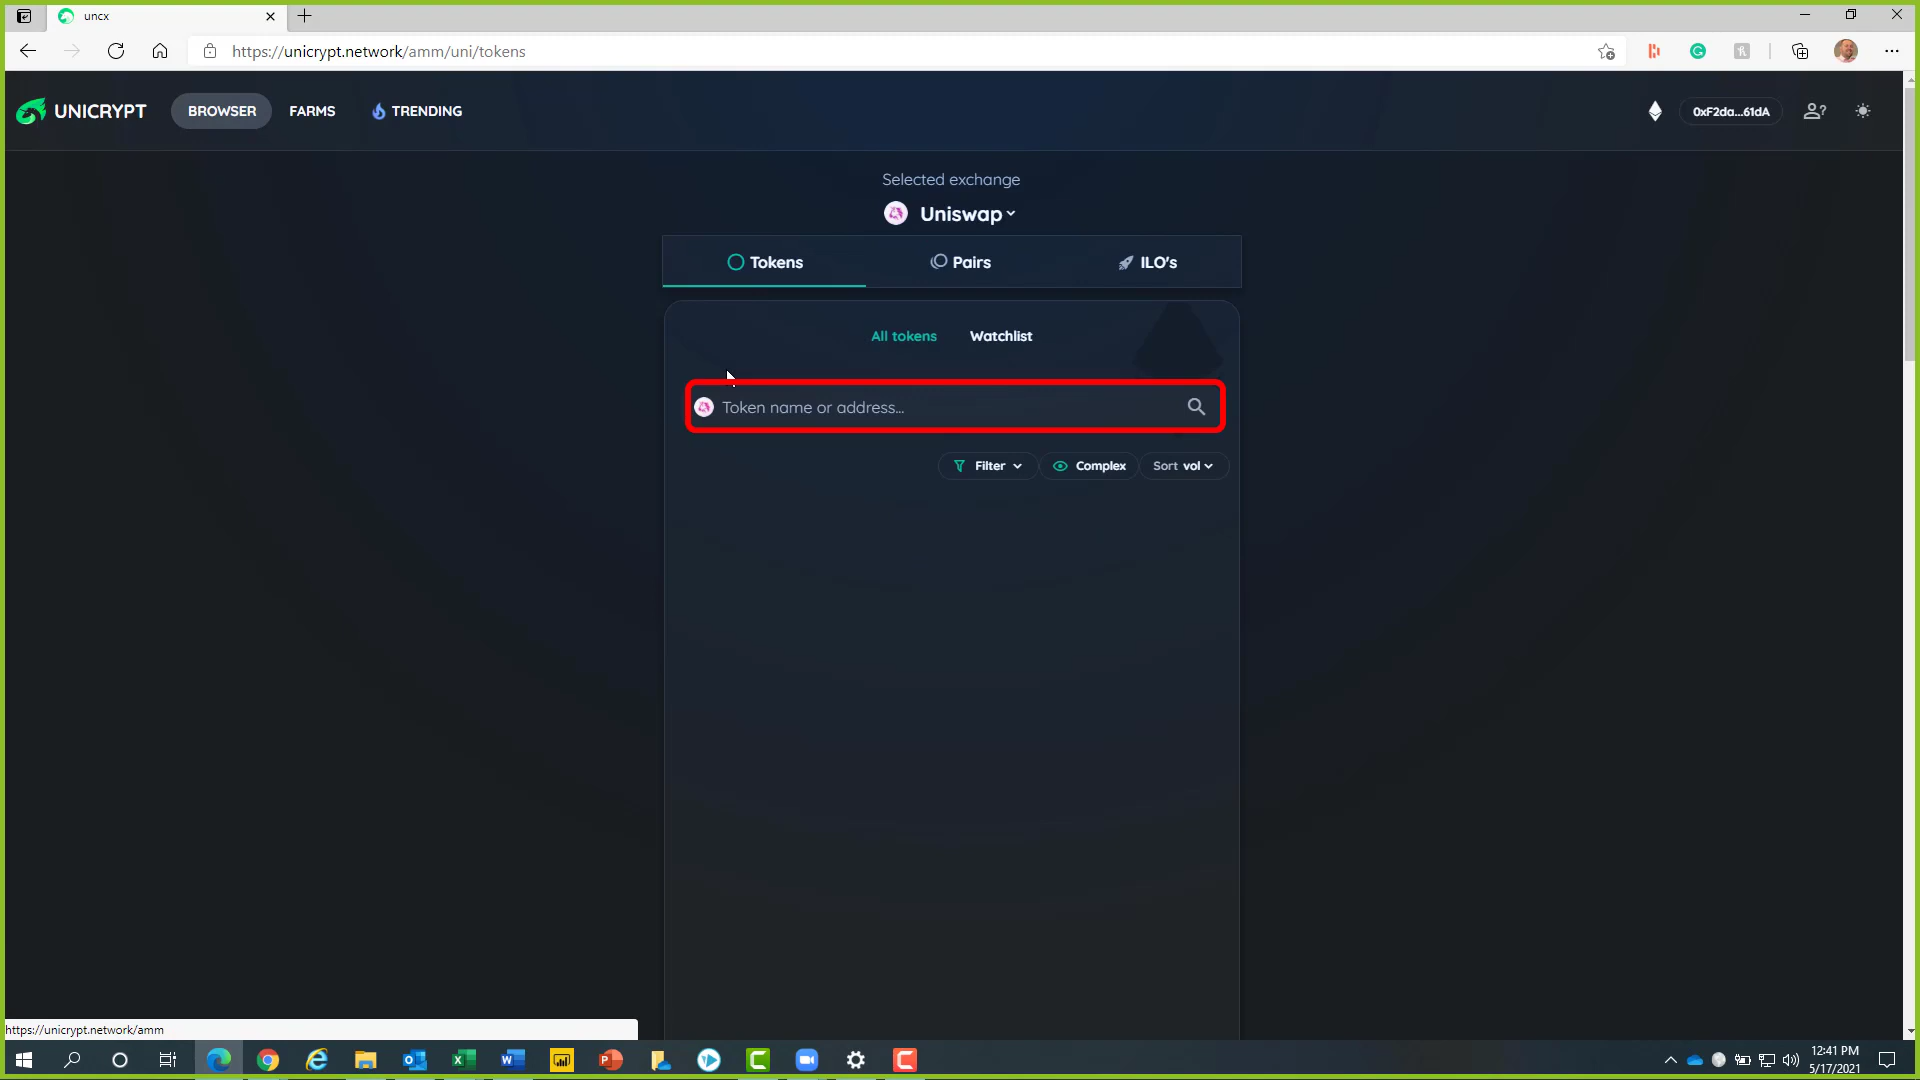 uncx
https://unicrypt.network/amm/uni/tokens
UNICRYPT BROWSER FARMS TRENDING 0xF2da...61dA
Selected exchange
Uniswap
Tokens Pairs ILO's
All tokens Watchlist
Token name or address...
Filter Complex Sort vol
https://unicrypt.network/amm
12:41 PM
5/17/2021